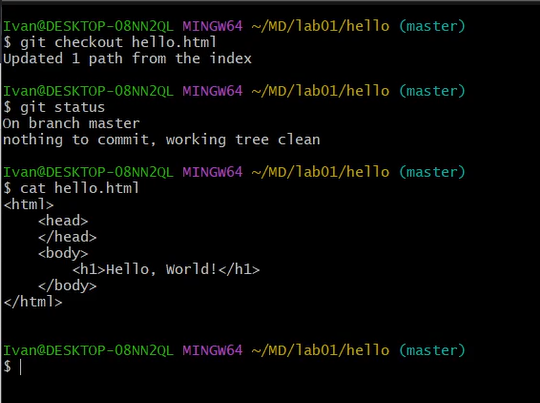 Ivan@DESKTOP-08NN2QL MINGW64 ~/MD/lab01/hello (master)
$ git checkout hello.html
Updated 1 path from the index
Ivan@DESKTOP-08NN2QL MINGW64 ~/MD/lab01/hello (master)
$ git status
On branch master
nothing to commit, working tree clean
Ivan@DESKTOP-08NN2QL MINGW64 ~/MD/lab01/hello (master)
$ cat hello.html
<html>
    <head>
    </head>
    <body>
        <h1>Hello, World!</h1>
    </body>
</html>
Ivan@DESKTOP-08NN2QL MINGW64 ~/MD/lab01/hello (master)
$